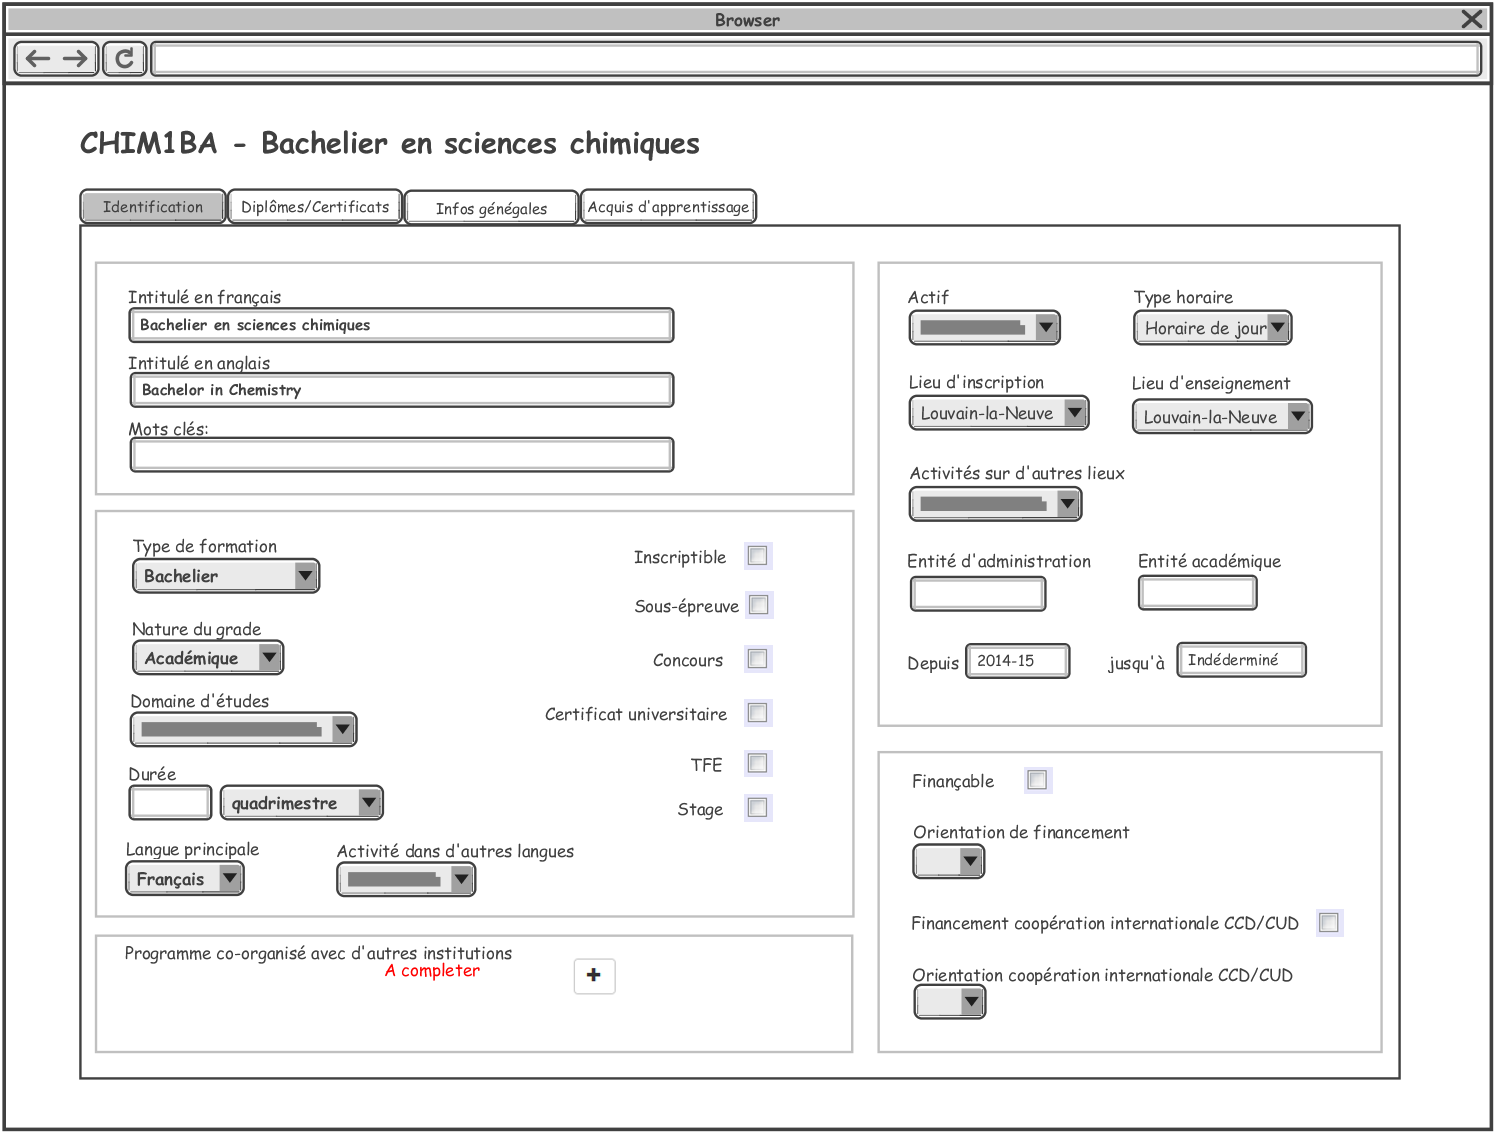 Browser
CHIM1BA - Bachelier en sciences chimiques
Identification
Diplômes/Certificats
Infos génégales
Acquis d'apprentissage
Intitulé en français
Bachelier en sciences chimiques
Intitulé en anglais
Bachelor in Chemistry
Mots clés:
Type de formation
Bachelier
Nature du grade
Académique
Domaine d'études
Durée
quadrimestre
Langue principale
Français
Activité dans d'autres langues
Inscriptible
Sous-épreuve
Concours
Certificat universitaire
TFE
Stage
Programme co-organisé avec d'autres institutions
A completer
+
Actif
Type horaire
Horaire de jour
Lieu d'inscription
Lieu d'enseignement
Louvain-la-Neuve
Louvain-la-Neuve
Activités sur d'autres lieux
Entité d'administration
Entité académique
Depuis
2014-15
jusqu'à
Indéderminé
Finançable
Orientation de financement
Financement coopération internationale CCD/CUD
Orientation coopération internationale CCD/CUD